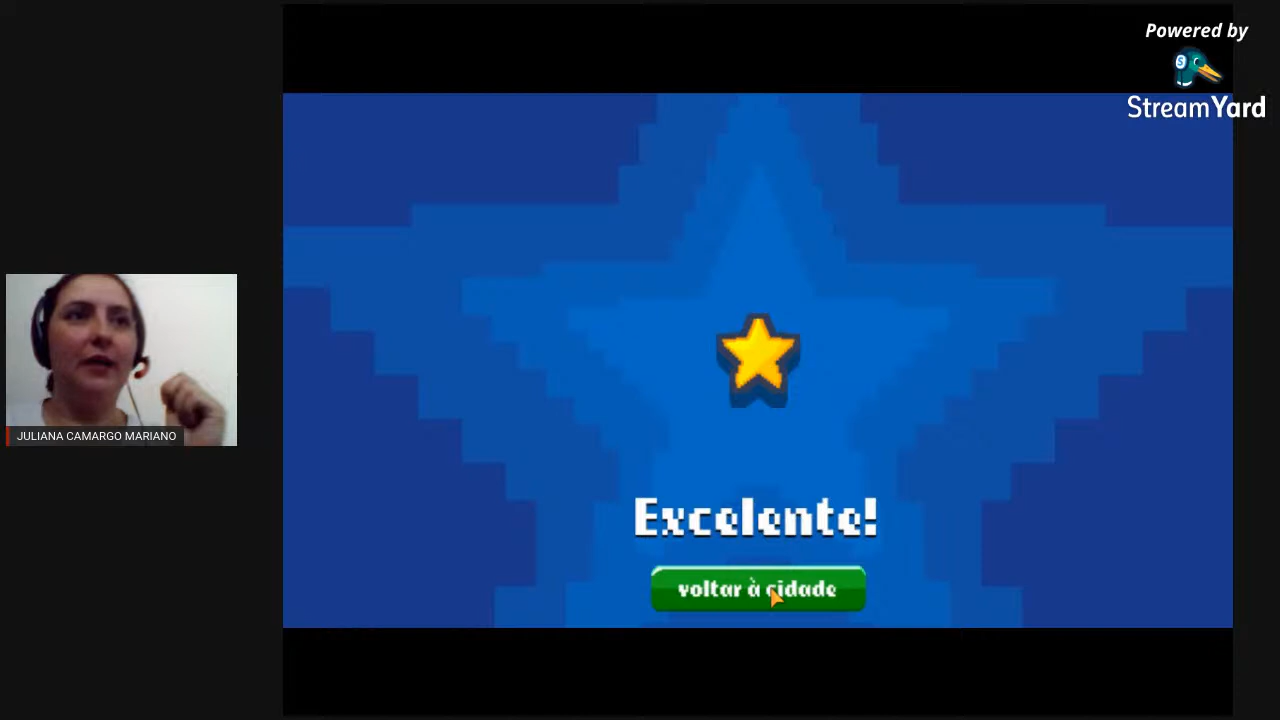 Powered by
StreamYard
JULIANA CAMARGO MARIANO
Excelente!
voltar à cidade